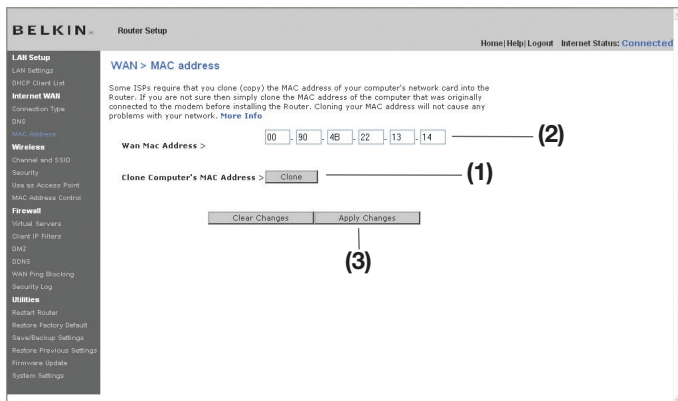 BELKIN
Router Setup
Home|Help|Logout Internet Status: Connected
LAN Setup
LAN Settings
DHCP Client List
Internet WAN
Connection Type
DNS
MAC Address
Wireless
Channel and SSID
Security
Use as Access Point
MAC Address Control
Firewall
Virtual Servers
Client IP Filters
DMZ
DDNS
WAN Ping Blocking
Security Log
Utilities
Restart Router
Restore Factory Default
Save/Backup Settings
Restore Previous Settings
Firmware Update
System Settings
WAN > MAC address
Some ISPs require that you clone (copy) the MAC address of your computer's network card into the
Router. If you are not sure then simply clone the MAC address of the computer that was originally
connected to the modem before installing the Router. Cloning your MAC address will not cause any
problems with your network. More Info
Wan Mac Address > 00 . 90 . 4B . 22 . 13 . 14 (2)
Clone Computer's MAC Address > Clone (1)
Clear Changes Apply Changes
(3)